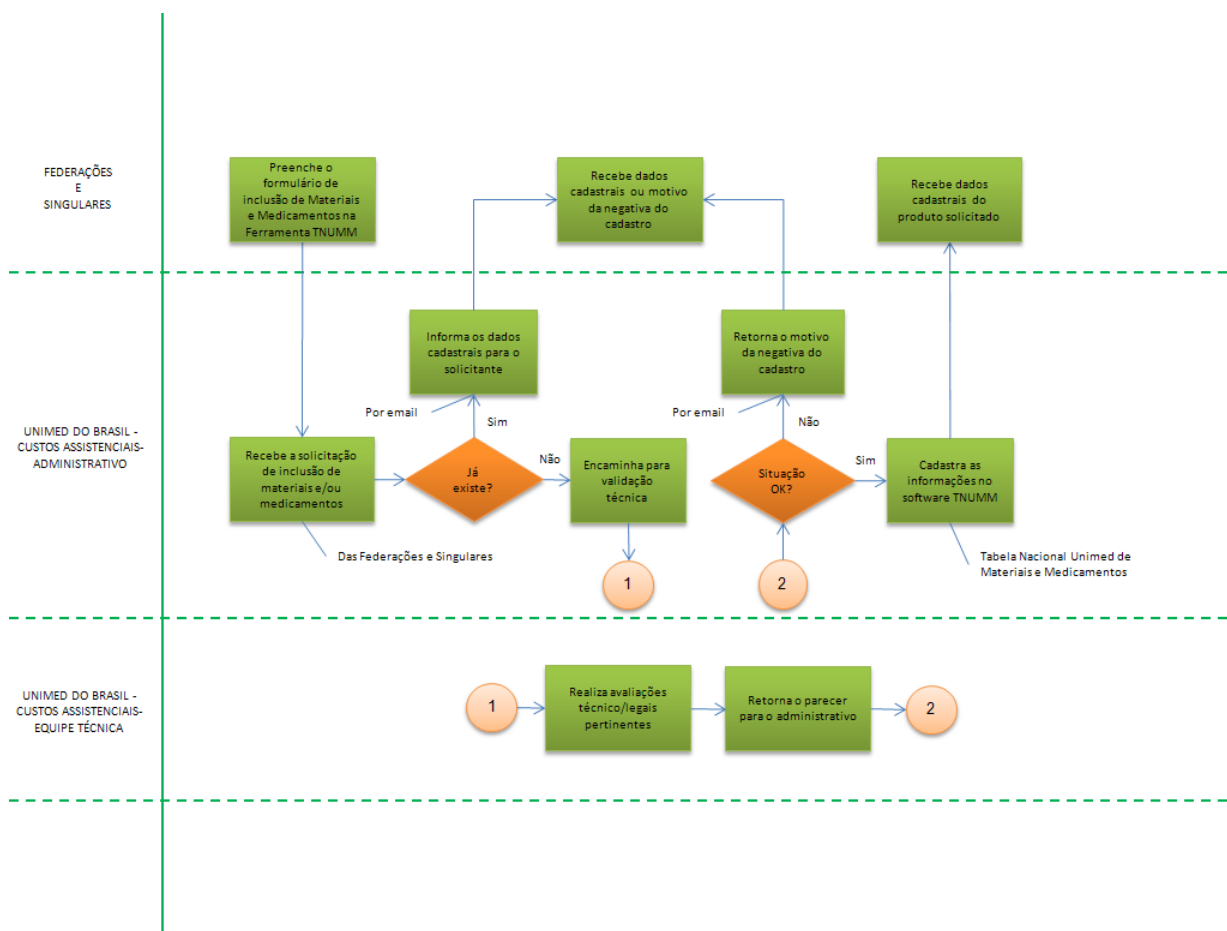 FEDERAÇÕES
E
SINGULARES
Preenche o
formulário de
inclusão de Materiais
e Medicamentos na
Ferramenta TNUMM
Recebe dados
cadastrais ou motivo
da negativa do
cadastro
Recebe dados
cadastrais do
produto solicitado
UNIMED DO BRASIL -
CUSTOS ASSISTENCIAIS-
ADMINISTRATIVO
Informa os dados
cadastrais para o
solicitante
Retorna o motivo
da negativa do
cadastro
Por email
Sim
Por email
Não
Recebe a solicitação
de inclusão de
materiais e/ou
medicamentos
Já
existe?
Não
Encaminha para
validação
técnica
Situação
OK?
Sim
Cadastra as
informações no
software TNUMM
Das Federações e Singulares
Tabela Nacional Unimed de
Materiais e Medicamentos
1
2
UNIMED DO BRASIL -
CUSTOS ASSISTENCIAIS-
EQUIPE TÉCNICA
1
Realiza avaliações
técnico/legais
pertinentes
Retorna o parecer
para o administrativo
2